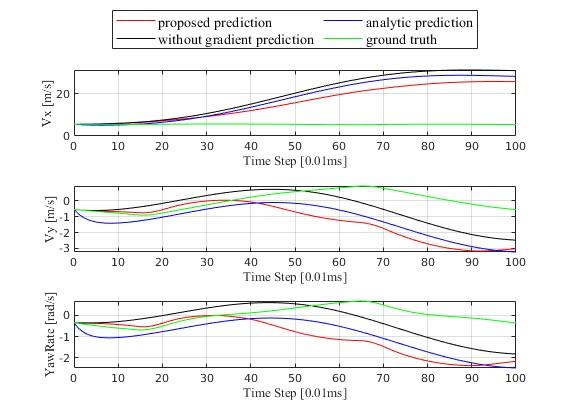 proposed prediction analytic prediction
without gradient prediction ground truth
20
0
Vx [m/s]
0 10 20 30 40 50 60 70 80 90 100
Time Step [0.01ms]
0
-1
-2
-3
Vy [m/s]
0 10 20 30 40 50 60 70 80 90 100
Time Step [0.01ms]
0
-1
-2
YawRate [rad/s]
0 10 20 30 40 50 60 70 80 90 100
Time Step [0.01ms]